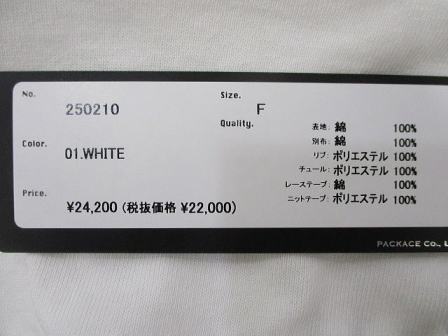 No. 250210
Size. F
Quality.
表地: 綿 100%
別布: 綿 100%
リブ: ポリエステル 100%
チュール: ポリエステル 100%
レーステープ: 綿 100%
ニットテープ: ポリエステル 100%
Color. 01.WHITE
Price. ¥24,200 (税抜価格 ¥22,000)
PACKAGE Co., L